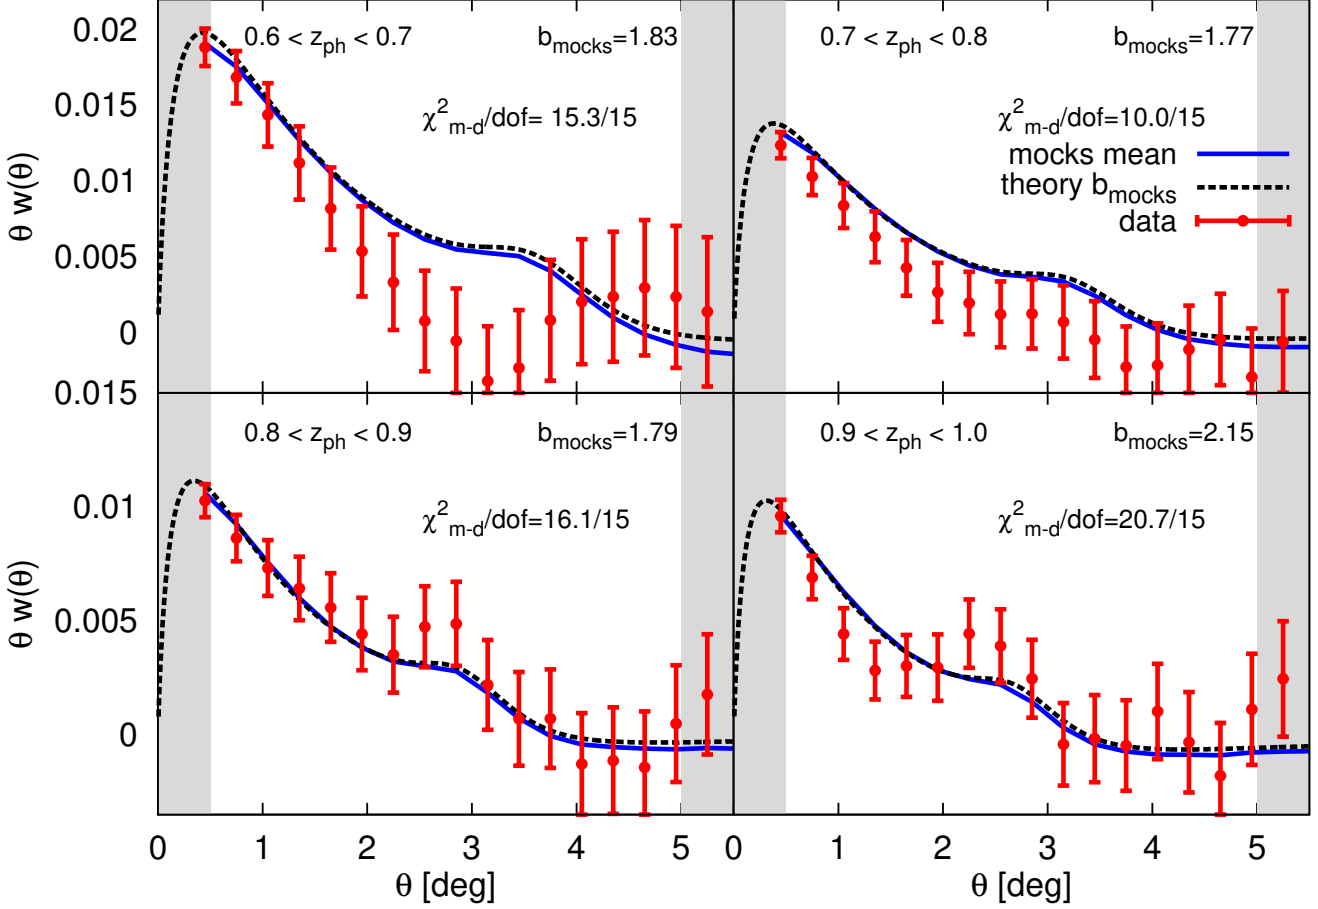 0.6 < z_ph < 0.7 b_mocks=1.83
χ²_m-d/dof= 15.3/15
0.7 < z_ph < 0.8 b_mocks=1.77
χ²_m-d/dof=10.0/15
mocks mean
theory b_mocks
data
0.02
0.015
0.01
0.005
0
θ w(θ)
0.8 < z_ph < 0.9 b_mocks=1.79
χ²_m-d/dof=16.1/15
0.9 < z_ph < 1.0 b_mocks=2.15
χ²_m-d/dof=20.7/15
0.015
0.01
0.005
0
θ w(θ)
0 1 2 3 4 5
θ [deg]
0 1 2 3 4 5
θ [deg]